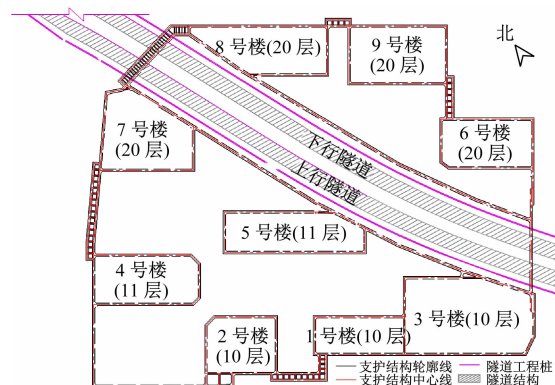 北
8 号楼
(20 层)
9 号楼
(20 层)
7 号楼
(20 层)
6 号楼
(20 层)
下行隧道
上行隧道
5 号楼(11 层)
4 号楼
(11 层)
2 号楼
(10 层)
1 号楼(10 层)
3 号楼(10 层)
支护结构轮廓线
隧道工程桩
支护结构中心线
隧道结构